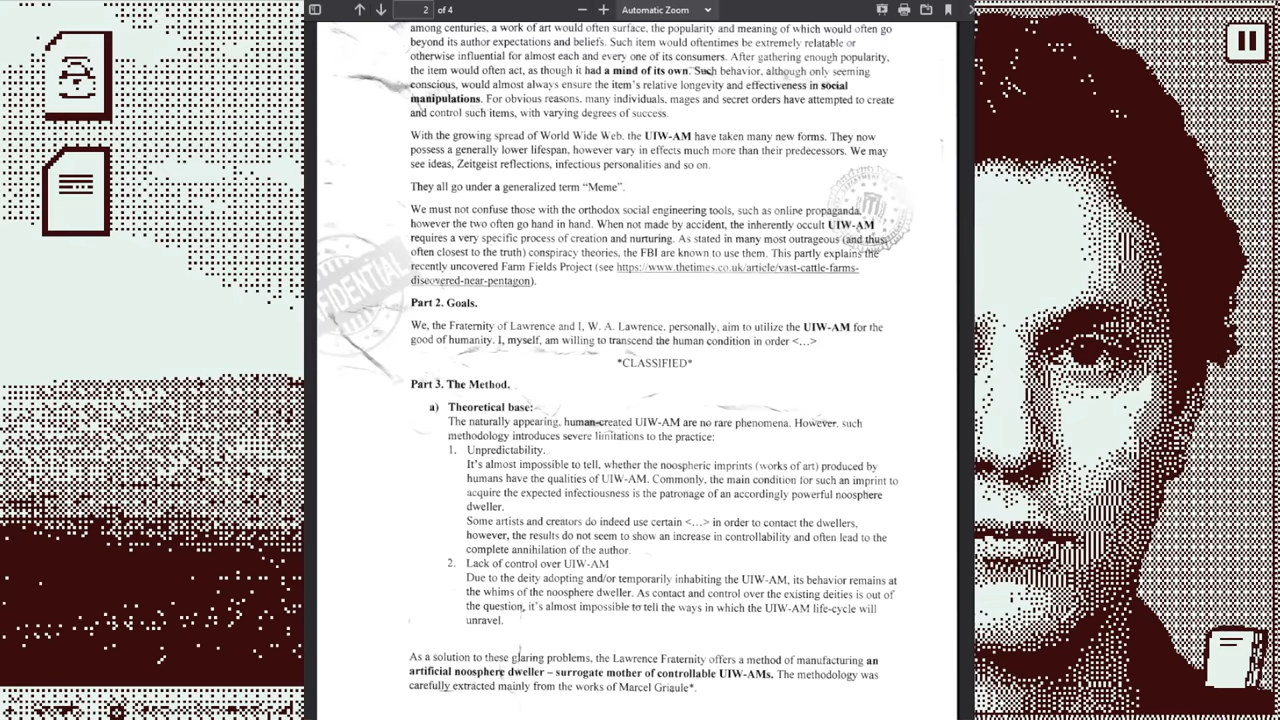 2 of 4
Automatic Zoom
among centuries, a work of art would often surface, the popularity and meaning of which would often go
beyond its author expectations and beliefs. Such item would oftentimes be extremely relatable or
otherwise influential for almost each and every one of its consumers. After gathering enough popularity,
the item would often act, as though it had a mind of its own. Such behavior, although only seeming
conscious, would almost always ensure the item's relative longevity and effectiveness in social
manipulations. For obvious reasons, many individuals, mages and secret orders have attempted to create
and control such items, with varying degrees of success.
With the growing spread of World Wide Web, the UIW-AM have taken many new forms. They now
possess a generally lower lifespan, however vary in effects much more than their predecessors. We may
see ideas, Zeitgeist reflections, infectious personalities and so on.
They all go under a generalized term “Meme”.
We must not confuse those with the orthodox social engineering tools, such as online propaganda,
however the two often go hand in hand. When not made by accident, the inherently occult UIW-AM
requires a very specific process of creation and nurturing. As stated in many most outrageous (and thus,
often closest to the truth) conspiracy theories, the FBI are known to use them. This partly explains the
recently uncovered Farm Fields Project (see https://www.thetimes.co.uk/article/vast-cattle-farms-
discovered-near-pentagon).
FIDENTIAL
Part 2. Goals.
We, the Fraternity of Lawrence and I, W. A. Lawrence, personally, aim to utilize the UIW-AM for the
good of humanity. I, myself, am willing to transcend the human condition in order <...>
*CLASSIFIED*
Part 3. The Method.
a) Theoretical base:
The naturally appearing, human-created UIW-AM are no rare phenomena. However, such
methodology introduces severe limitations to the practice:
1. Unpredictability.
It's almost impossible to tell, whether the noospheric imprints (works of art) produced by
humans have the qualities of UIW-AM. Commonly, the main condition for such an imprint to
acquire the expected infectiousness is the patronage of an accordingly powerful noosphere
dweller.
Some artists and creators do indeed use certain <...> in order to contact the dwellers,
however, the results do not seem to show an increase in controllability and often lead to the
complete annihilation of the author.
2. Lack of control over UIW-AM
Due to the deity adopting and/or temporarily inhabiting the UIW-AM, its behavior remains at
the whims of the noosphere dweller. As contact and control over the existing deities is out of
the question, it's almost impossible to tell the ways in which the UIW-AM life-cycle will
unravel.
As a solution to these glaring problems, the Lawrence Fraternity offers a method of manufacturing an
artificial noosphere dweller – surrogate mother of controllable UIW-AMs. The methodology was
carefully extracted mainly from the works of Marcel Griaule*.